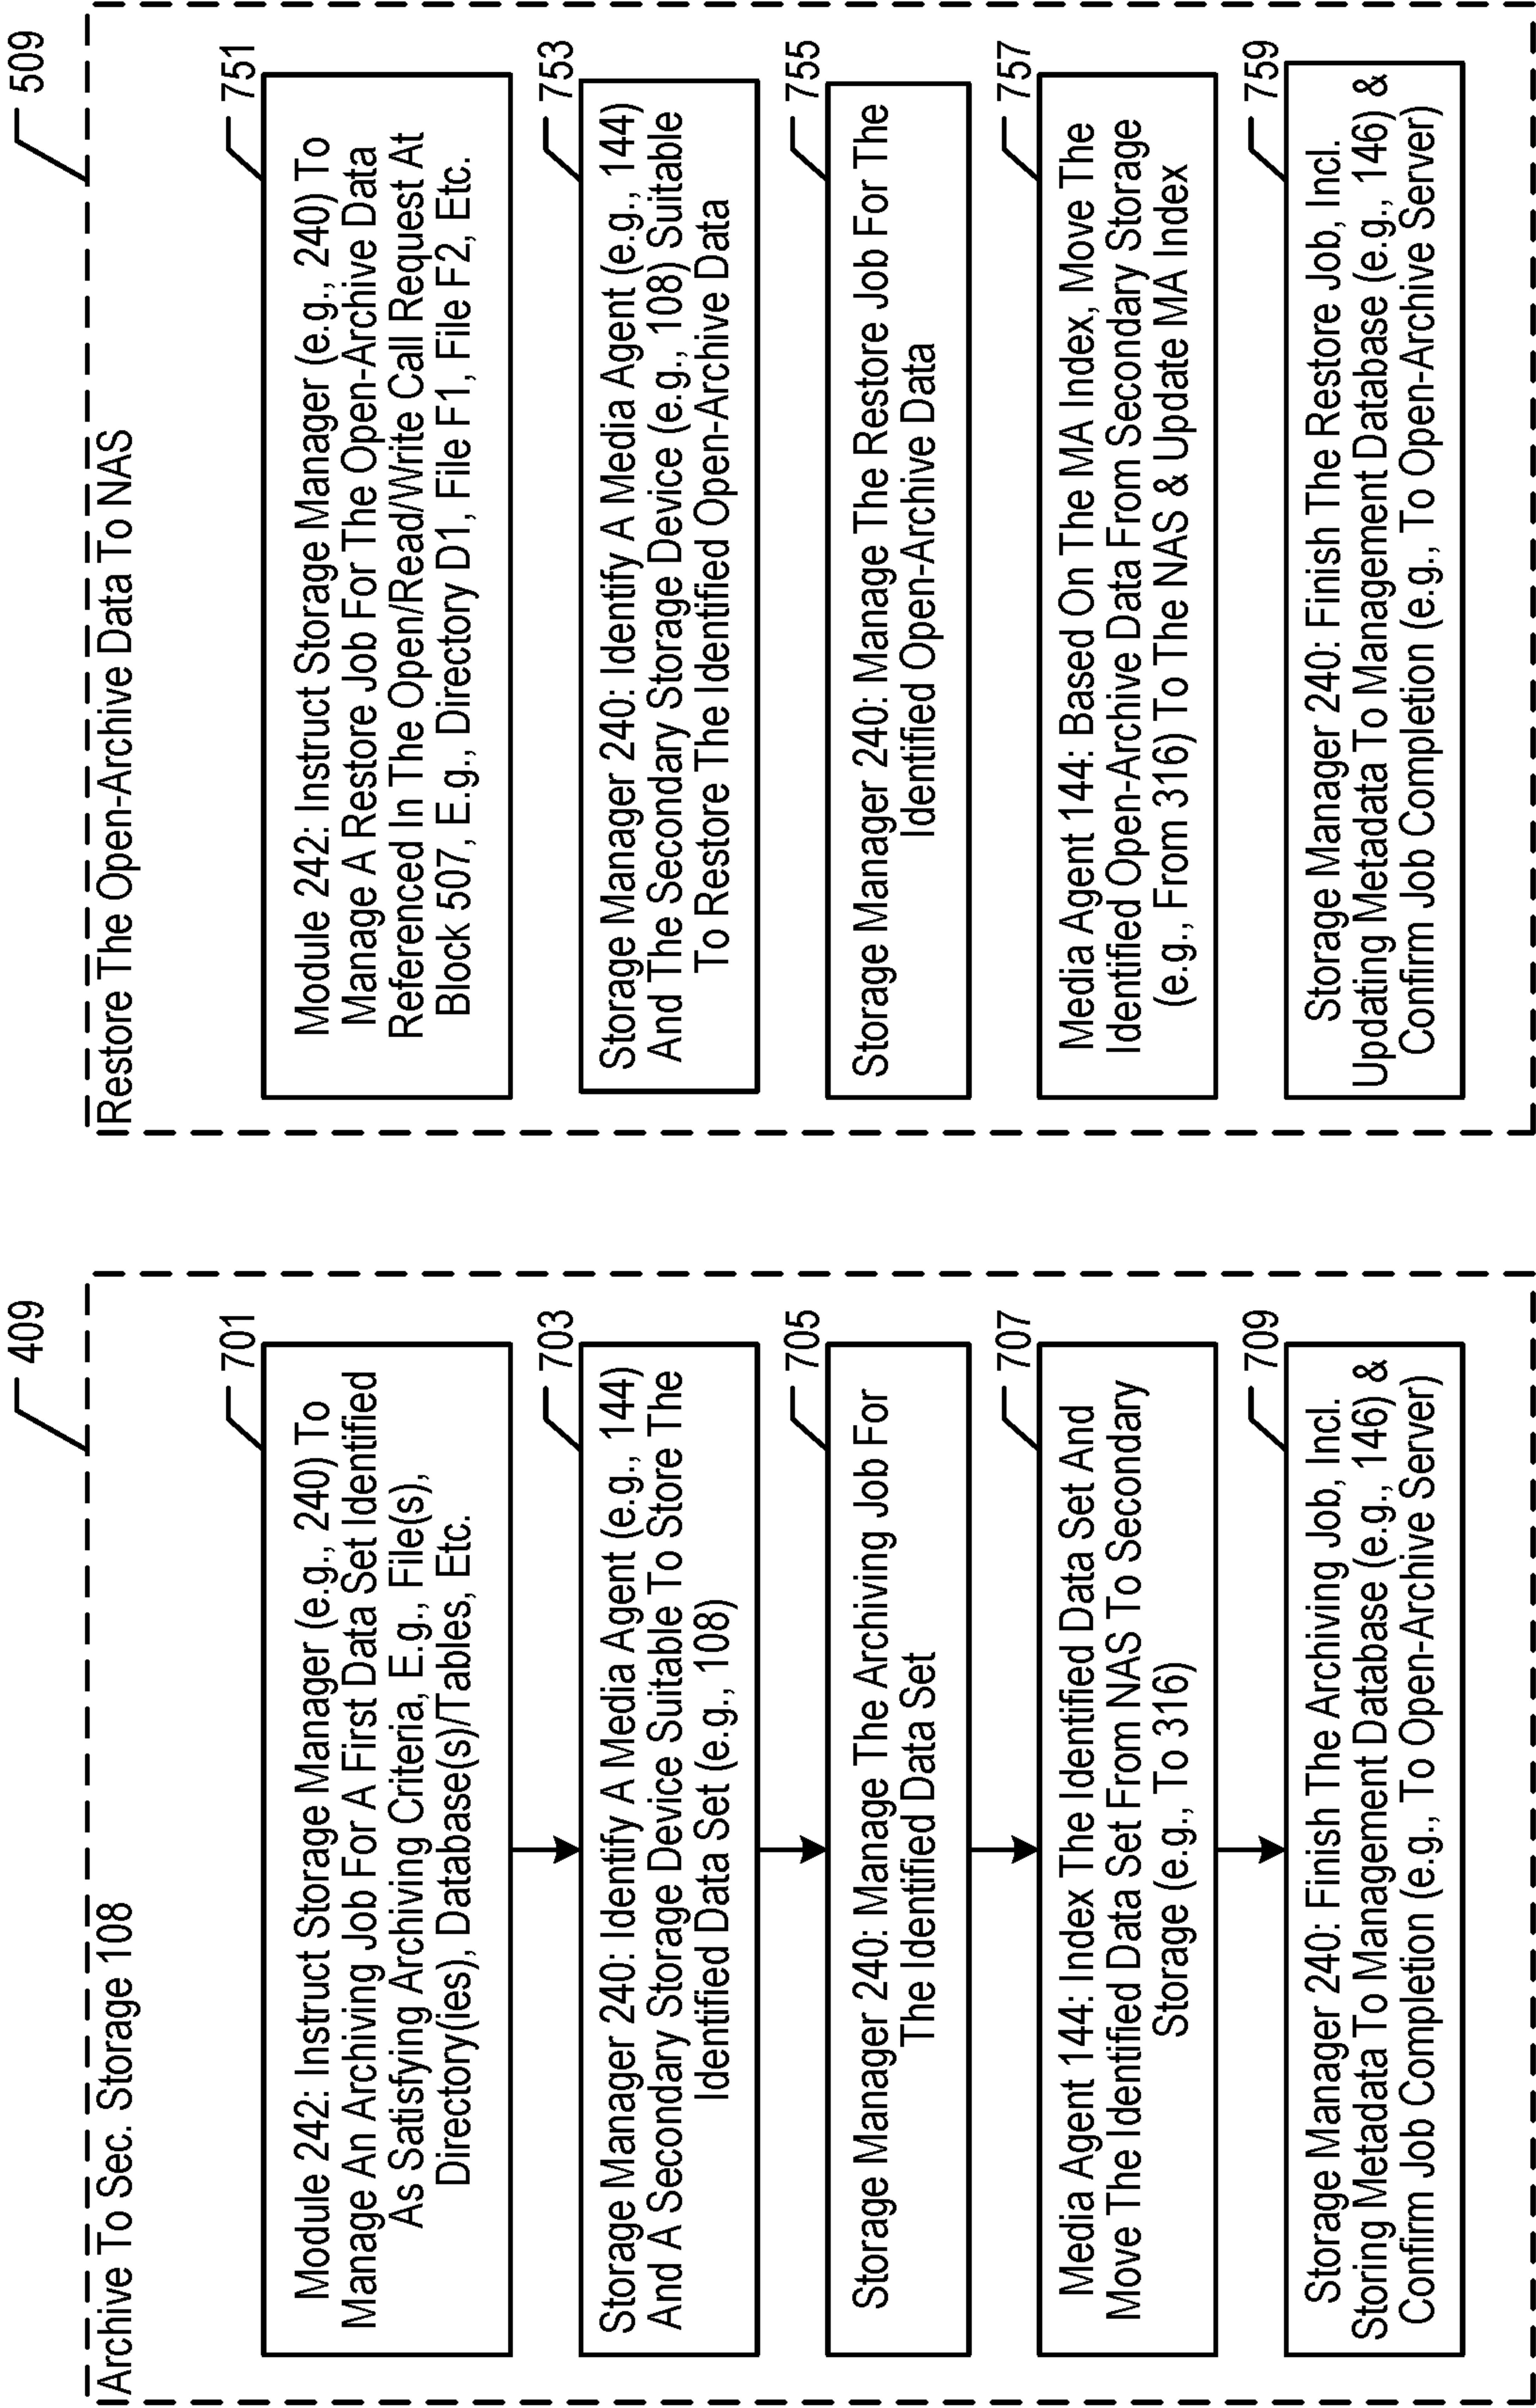 409
Archive To Sec. Storage 108
701
Module 242: Instruct Storage Manager (e.g., 240) To
Manage An Archiving Job For A First Data Set Identified
As Satisfying Archiving Criteria, E.g., File(s),
Directory(ies), Database(s)/Tables, Etc.
703
Storage Manager 240: Identify A Media Agent (e.g., 144)
And A Secondary Storage Device Suitable To Store The
Identified Data Set (e.g., 108)
705
Storage Manager 240: Manage The Archiving Job For
The Identified Data Set
707
Media Agent 144: Index The Identified Data Set And
Move The Identified Data Set From NAS To Secondary
Storage (e.g., To 316)
709
Storage Manager 240: Finish The Archiving Job, Incl.
Storing Metadata To Management Database (e.g., 146) &
Confirm Job Completion (e.g., To Open-Archive Server)
509
Restore The Open-Archive Data To NAS
751
Module 242: Instruct Storage Manager (e.g., 240) To
Manage A Restore Job For The Open-Archive Data
Referenced In The Open/Read/Write Call Request At
Block 507, E.g., Directory D1, File F1, File F2, Etc.
753
Storage Manager 240: Identify A Media Agent (e.g., 144)
And The Secondary Storage Device (e.g., 108) Suitable
To Restore The Identified Open-Archive Data
755
Storage Manager 240: Manage The Restore Job For The
Identified Open-Archive Data
757
Media Agent 144: Based On The MA Index, Move The
Identified Open-Archive Data From Secondary Storage
(e.g., From 316) To The NAS & Update MA Index
759
Storage Manager 240: Finish The Restore Job, Incl.
Updating Metadata To Management Database (e.g., 146) &
Confirm Job Completion (e.g., To Open-Archive Server)